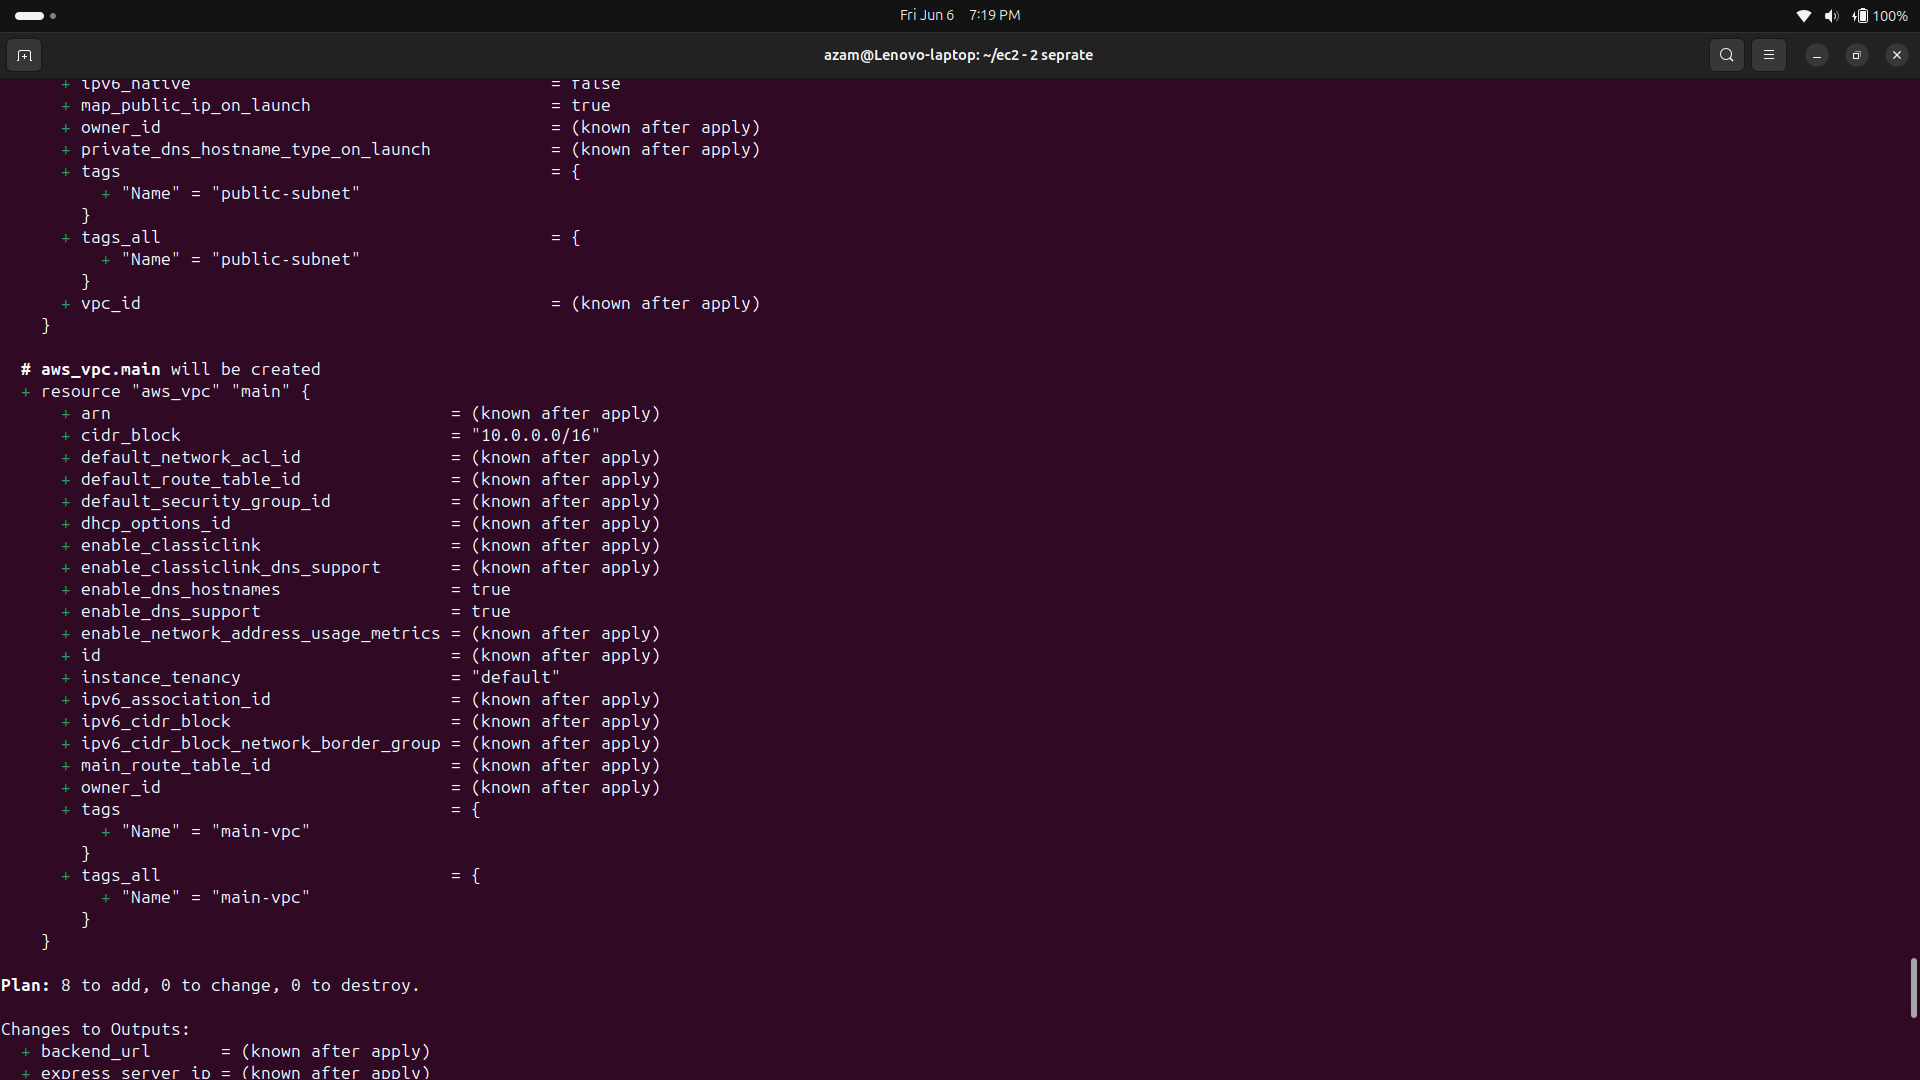 Fri Jun 6 7:19 PM
100%
azam@Lenovo-laptop: ~/ec2 - 2 seprate
+ ipv6_native = false
+ map_public_ip_on_launch = true
+ owner_id = (known after apply)
+ private_dns_hostname_type_on_launch = (known after apply)
+ tags = {
+ "Name" = "public-subnet"
}
+ tags_all = {
+ "Name" = "public-subnet"
}
+ vpc_id = (known after apply)
}
# aws_vpc.main will be created
+ resource "aws_vpc" "main" {
+ arn = (known after apply)
+ cidr_block = "10.0.0.0/16"
+ default_network_acl_id = (known after apply)
+ default_route_table_id = (known after apply)
+ default_security_group_id = (known after apply)
+ dhcp_options_id = (known after apply)
+ enable_classiclink = (known after apply)
+ enable_classiclink_dns_support = (known after apply)
+ enable_dns_hostnames = true
+ enable_dns_support = true
+ enable_network_address_usage_metrics = (known after apply)
+ id = (known after apply)
+ instance_tenancy = "default"
+ ipv6_association_id = (known after apply)
+ ipv6_cidr_block = (known after apply)
+ ipv6_cidr_block_network_border_group = (known after apply)
+ main_route_table_id = (known after apply)
+ owner_id = (known after apply)
+ tags = {
+ "Name" = "main-vpc"
}
+ tags_all = {
+ "Name" = "main-vpc"
}
}
Plan: 8 to add, 0 to change, 0 to destroy.
Changes to Outputs:
+ backend_url = (known after apply)
+ express_server_ip = (known after apply)